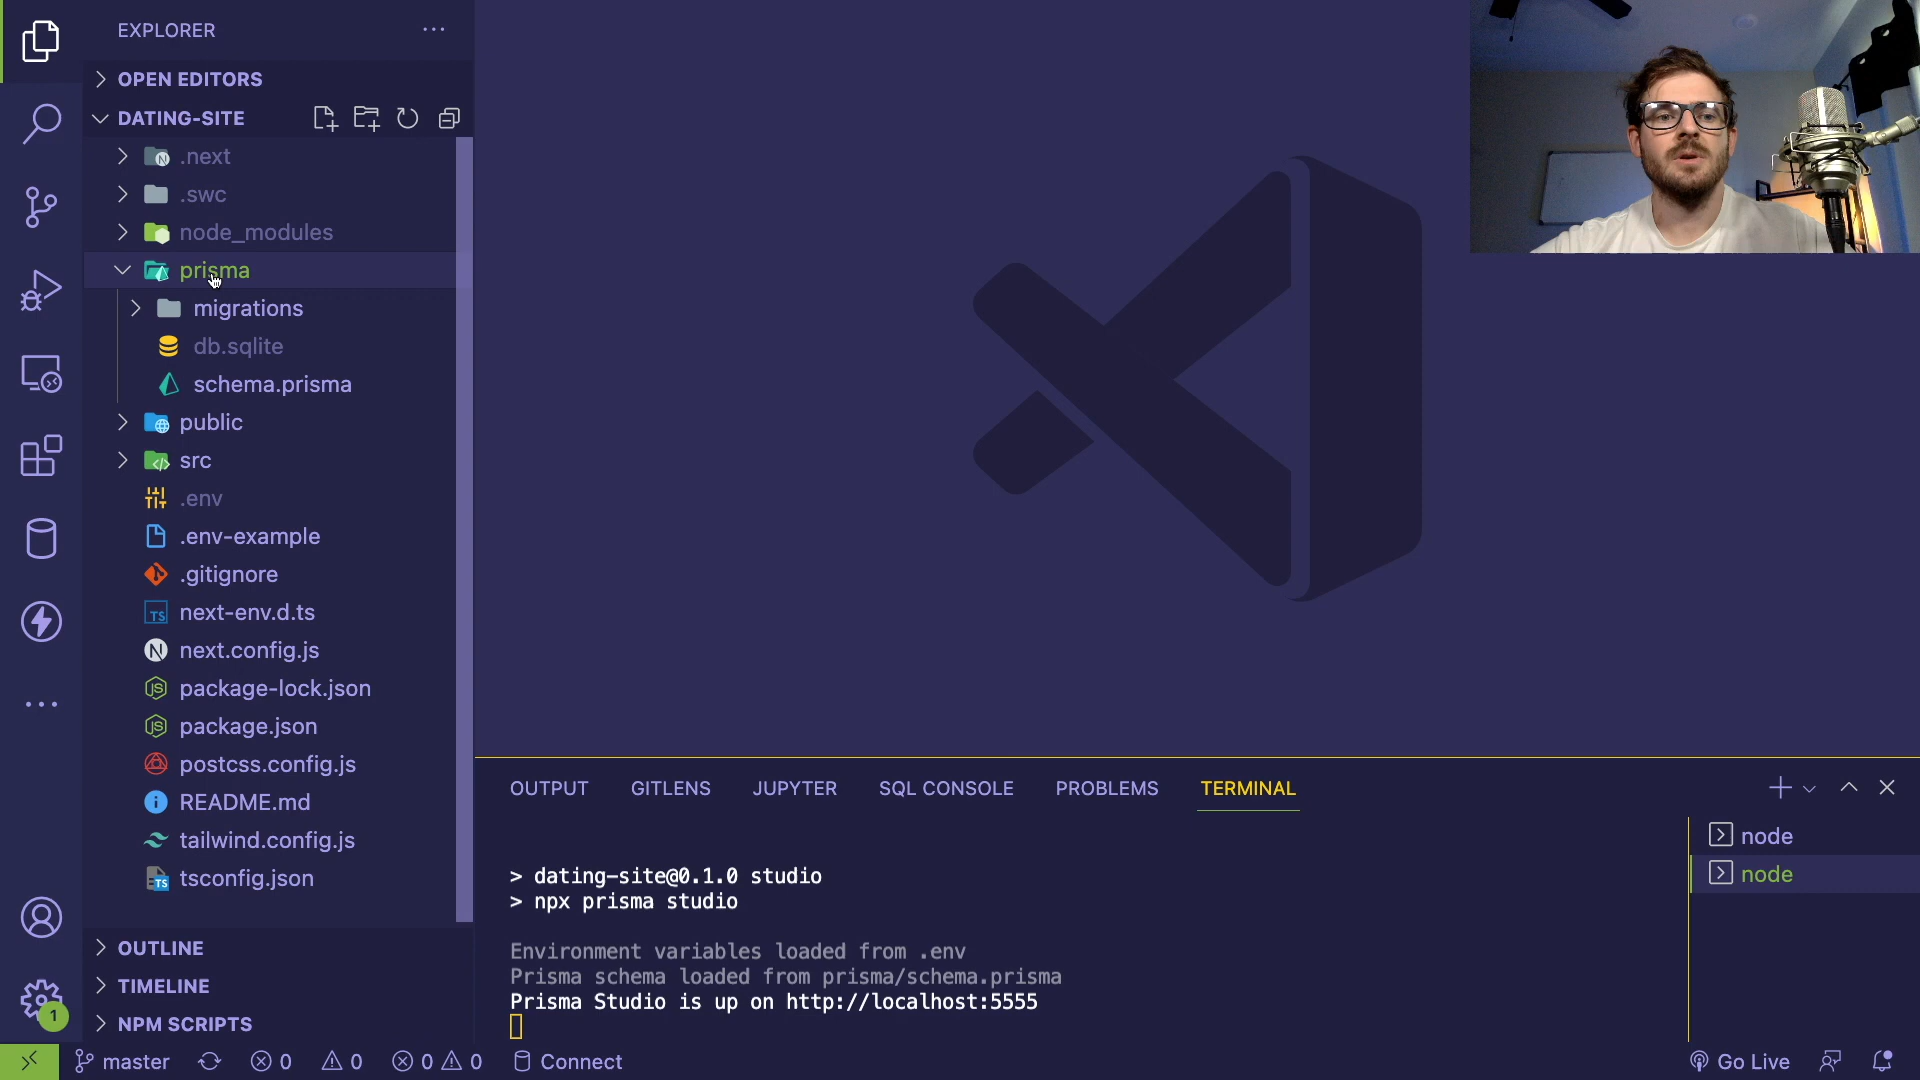 EXPLORER
OPEN EDITORS
DATING-SITE
.next
.swc
node_modules
prisma
migrations
db.sqlite
schema.prisma
public
src
.env
.env-example
.gitignore
next-env.d.ts
next.config.js
package-lock.json
package.json
postcss.config.js
README.md
tailwind.config.js
tsconfig.json
OUTLINE
TIMELINE
NPM SCRIPTS
OUTPUT GITLENS JUPYTER SQL CONSOLE PROBLEMS TERMINAL
> dating-site@0.1.0 studio
> npx prisma studio
Environment variables loaded from .env
Prisma schema loaded from prisma/schema.prisma
Prisma Studio is up on http://localhost:5555
node
node
1
master 0 0 0 0 Connect Go Live